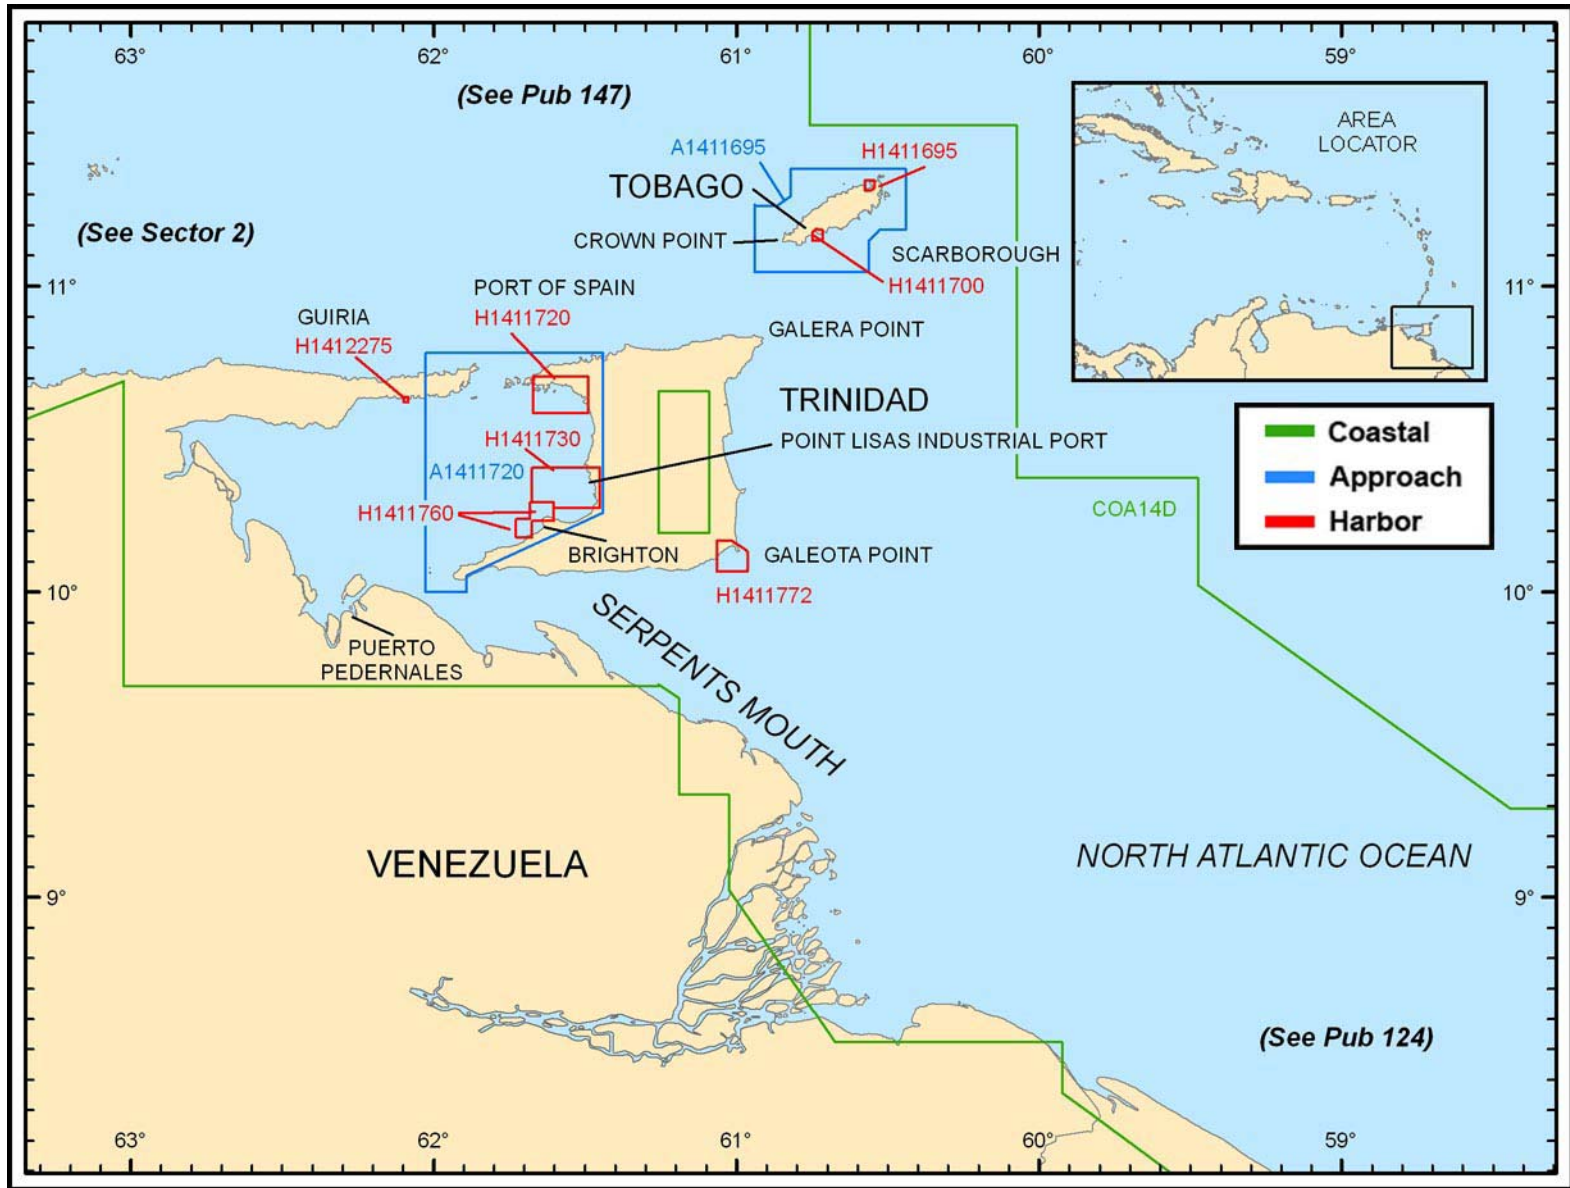 63°
62°
61°
60°
59°
(See Pub 147)
AREA
LOCATOR
A1411695
H1411695
TOBAGO
(See Sector 2)
CROWN POINT
SCARBOROUGH
11°
PORT OF SPAIN
H1411700
11°
GUIRIA
H1411720
GALERA POINT
H1412275
TRINIDAD
H1411730
POINT LISAS INDUSTRIAL PORT
Coastal
A1411720
Approach
H1411760
COA14D
Harbor
BRIGHTON
GALEOTA POINT
10°
H1411772
10°
SERPENTS MOUTH
PUERTO
PEDERNALES
VENEZUELA
NORTH ATLANTIC OCEAN
9°
9°
(See Pub 124)
63°
62°
61°
60°
59°